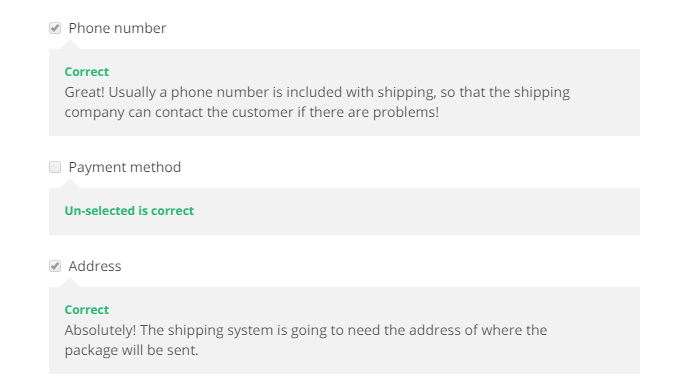 Phone number
Correct
Great! Usually a phone number is included with shipping, so that the shipping
company can contact the customer if there are problems!
Payment method
Un-selected is correct
Address
Correct
Absolutely! The shipping system is going to need the address of where the
package will be sent.